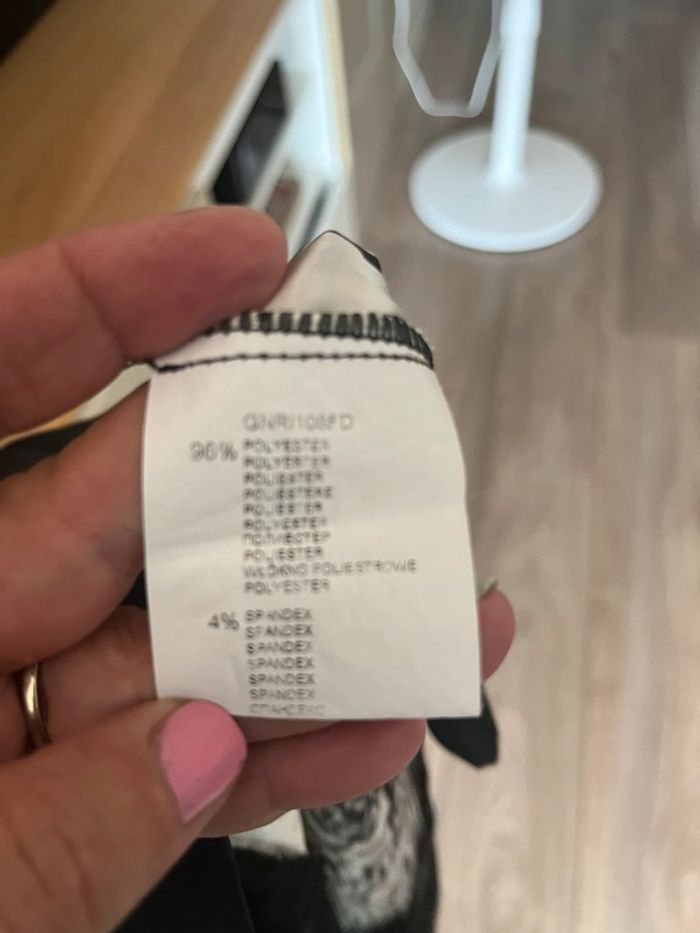 96% POLYESTER
POLYESTER
POLIESTER
POLIESTERE
POLIESTER
POLYESTER
ПОЛИЕСТЕР
POLIESTER
WŁÓKNO POLIESTROWE
POLYESTER
4% SPANDEX
SPANDEX
SPANDEX
SPANDEX
SPANDEX
SPANDEX